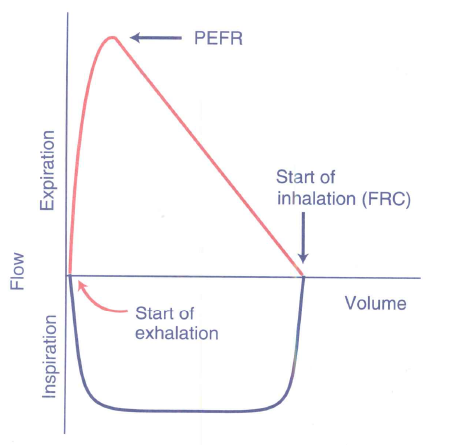 PEFR
Expiration
Start of
inhalation (FRC)
Flow
Volume
Start of
exhalation
Inspiration